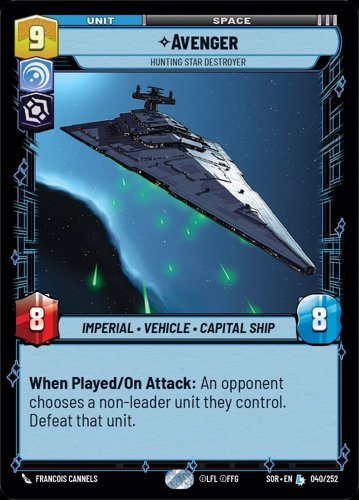 UNIT SPACE
9
AVENGER
HUNTING STAR DESTROYER
8 IMPERIAL • VEHICLE • CAPITAL SHIP 8
When Played/On Attack: An opponent
chooses a non-leader unit they control.
Defeat that unit.
FRANCOIS CANNELS ©LFL ©FFG SOR • EN L 040/252